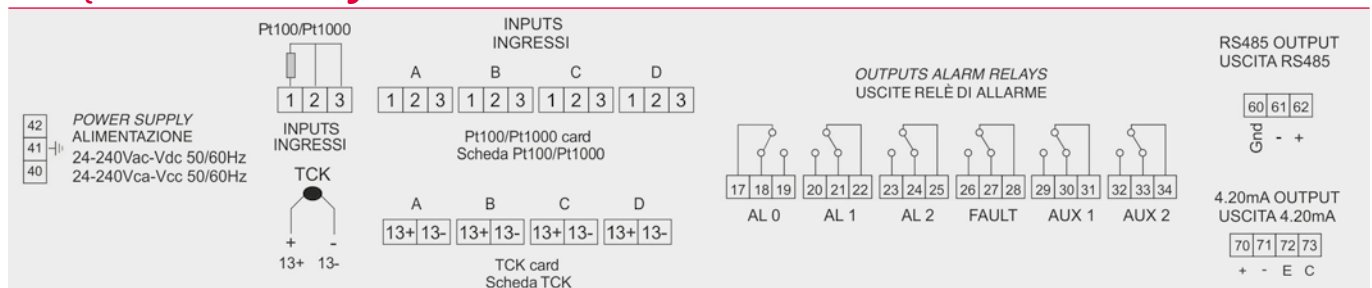 42
41
40
POWER SUPPLY
ALIMENTAZIONE
24-240Vac-Vdc 50/60Hz
24-240Vca-Vcc 50/60Hz
Pt100/Pt1000
1 2 3
INPUTS
INGRESSI
TCK
+ -
13+ 13-
INPUTS
INGRESSI
A B C D
1 2 3 1 2 3 1 2 3 1 2 3
Pt100/Pt1000 card
Scheda Pt100/Pt1000
A B C D
13+ 13- 13+ 13- 13+ 13- 13+ 13-
TCK card
Scheda TCK
OUTPUTS ALARM RELAYS
USCITE RELÈ DI ALLARME
17 18 19 20 21 22 23 24 25 26 27 28 29 30 31 32 33 34
AL 0 AL 1 AL 2 FAULT AUX 1 AUX 2
RS485 OUTPUT
USCITA RS485
60 61 62
Gnd - +
4.20mA OUTPUT
USCITA 4.20mA
70 71 72 73
+ - E C